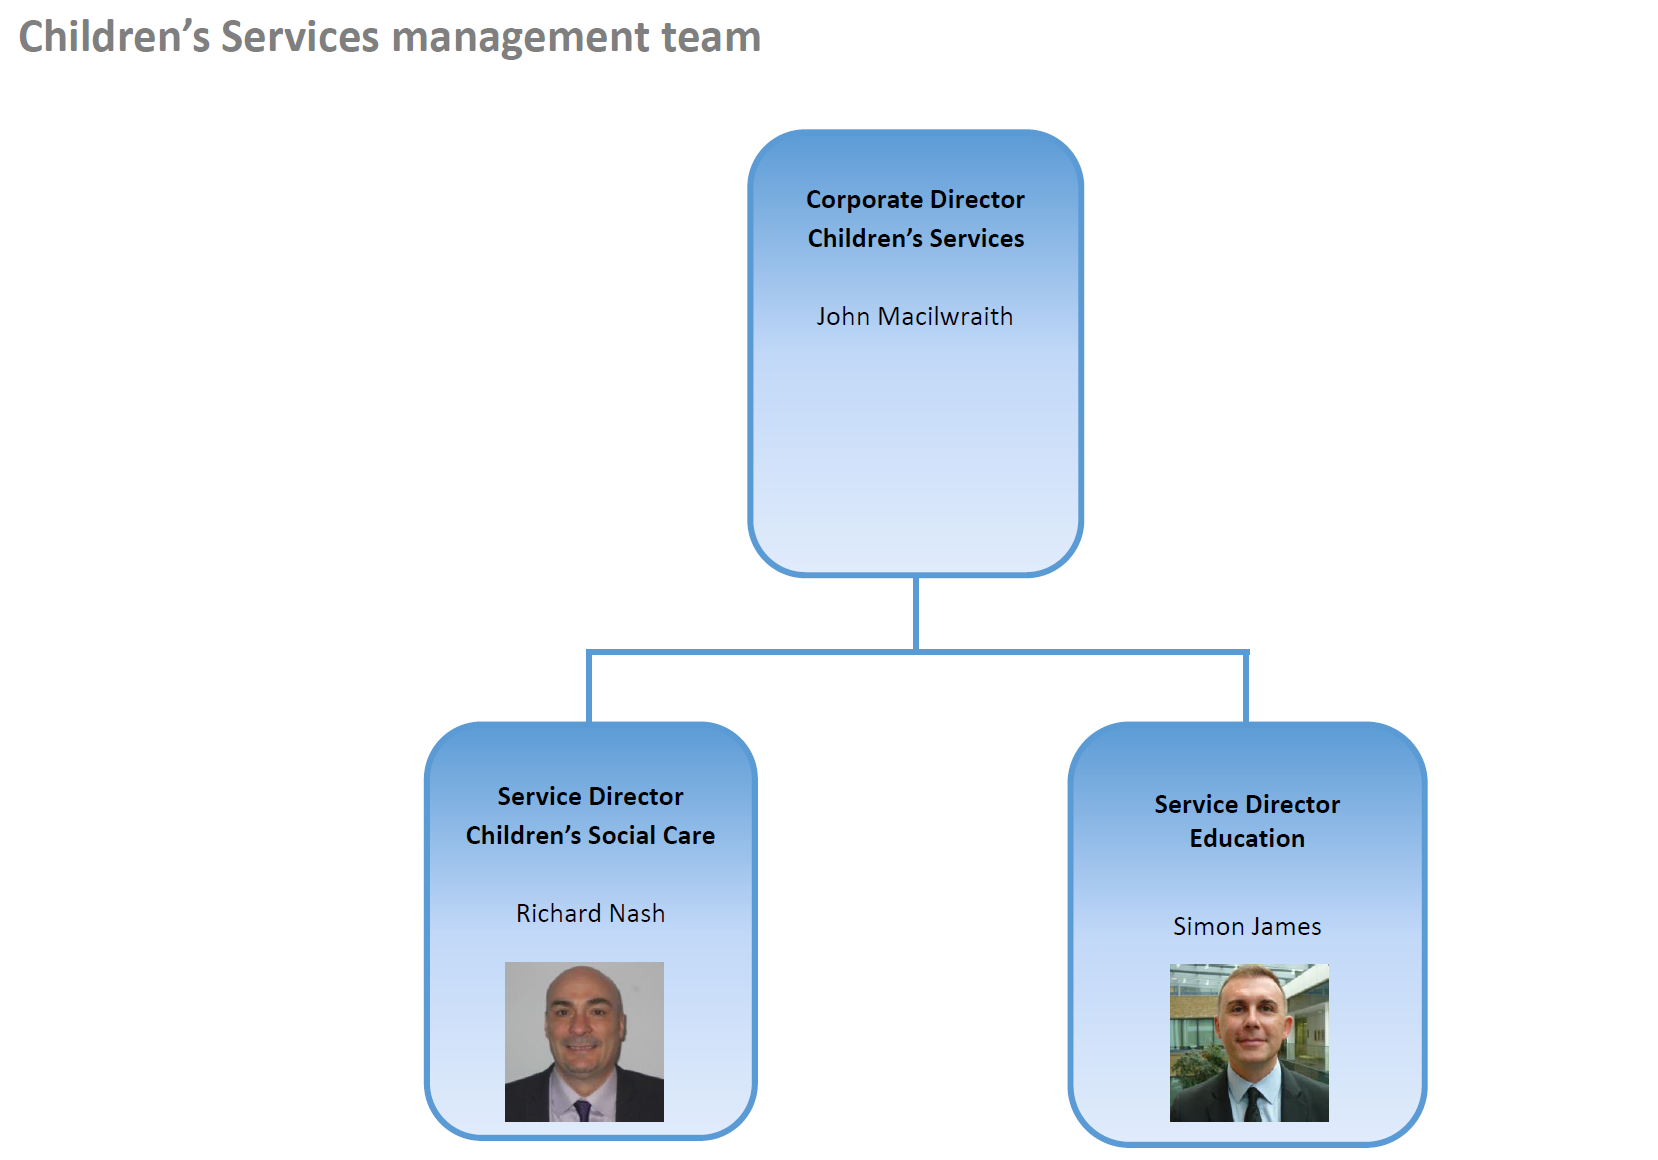 Children’s Services management team
Corporate Director
Children’s Services
John Macilwraith
Service Director
Children’s Social Care
Richard Nash
Service Director
Education
Simon James